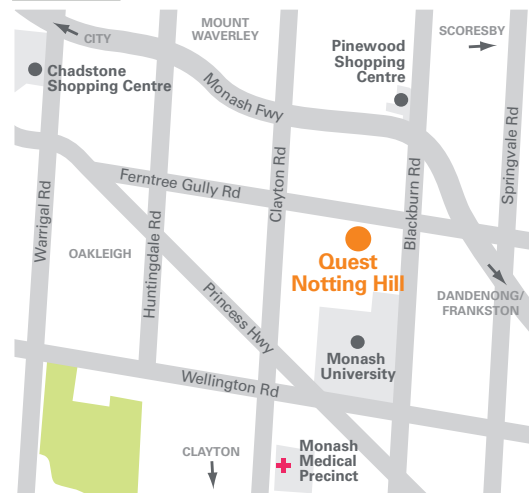 MOUNT
WAVERLEY
CITY
SCORESBY
Pinewood
Shopping
Centre
Chadstone
Shopping Centre
Monash Fwy
Springvale Rd
Ferntree Gully Rd
Clayton Rd
Blackburn Rd
Warrigal Rd
Huntingdale Rd
OAKLEIGH
Quest
Notting Hill
DANDENONG/
FRANKSTON
Princess Hwy
Monash
University
Wellington Rd
CLAYTON
Monash
Medical
Precinct